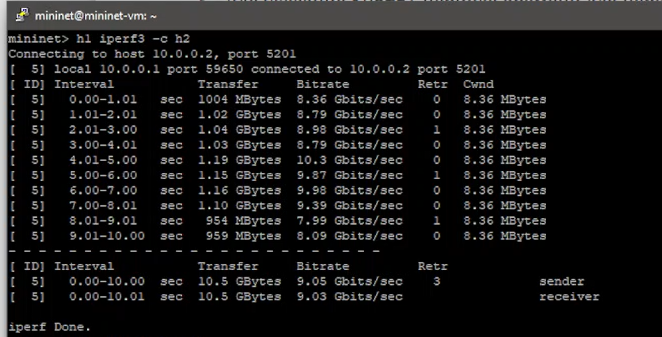 mininet@mininet-vm: ~
mininet> h1 iperf3 -c h2
Connecting to host 10.0.0.2, port 5201
[  5] local 10.0.0.1 port 59650 connected to 10.0.0.2 port 5201
[ ID] Interval           Transfer     Bitrate         Retr  Cwnd
[  5]   0.00-1.01   sec  1004 MBytes  8.36 Gbits/sec    0   8.36 MBytes
[  5]   1.01-2.01   sec  1.02 GBytes  8.79 Gbits/sec    0   8.36 MBytes
[  5]   2.01-3.00   sec  1.04 GBytes  8.98 Gbits/sec    1   8.36 MBytes
[  5]   3.00-4.01   sec  1.03 GBytes  8.79 Gbits/sec    0   8.36 MBytes
[  5]   4.01-5.00   sec  1.19 GBytes  10.3 Gbits/sec    0   8.36 MBytes
[  5]   5.00-6.00   sec  1.15 GBytes  9.87 Gbits/sec    1   8.36 MBytes
[  5]   6.00-7.00   sec  1.16 GBytes  9.98 Gbits/sec    0   8.36 MBytes
[  5]   7.00-8.01   sec  1.10 GBytes  9.39 Gbits/sec    0   8.36 MBytes
[  5]   8.01-9.01   sec   954 MBytes  7.99 Gbits/sec    1   8.36 MBytes
[  5]   9.01-10.00  sec   959 MBytes  8.09 Gbits/sec    0   8.36 MBytes
- - - - - - - - - - - - - - - - - - - - - - - - -
[ ID] Interval           Transfer     Bitrate         Retr
[  5]   0.00-10.00  sec  10.5 GBytes  9.05 Gbits/sec    3             sender
[  5]   0.00-10.01  sec  10.5 GBytes  9.03 Gbits/sec                  receiver
iperf Done.